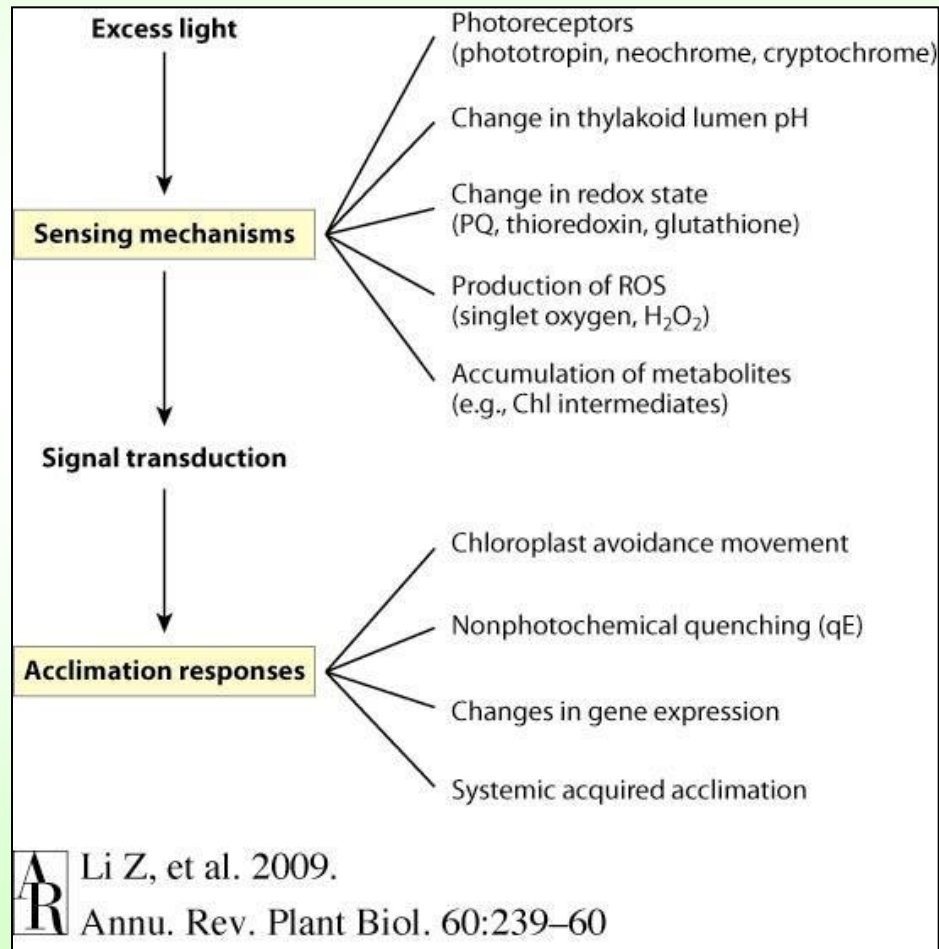 Excess light
Photoreceptors
(phototropin, neochrome, cryptochrome)
Change in thylakoid lumen pH
Sensing mechanisms
Change in redox state
(PQ, thioredoxin, glutathione)
Production of ROS
(singlet oxygen, H₂O₂)
Accumulation of metabolites
(e.g., Chl intermediates)
Signal transduction
Chloroplast avoidance movement
Nonphotochemical quenching (qE)
Acclimation responses
Changes in gene expression
Systemic acquired acclimation
AR
Li Z, et al. 2009.
Annu. Rev. Plant Biol. 60:239–60